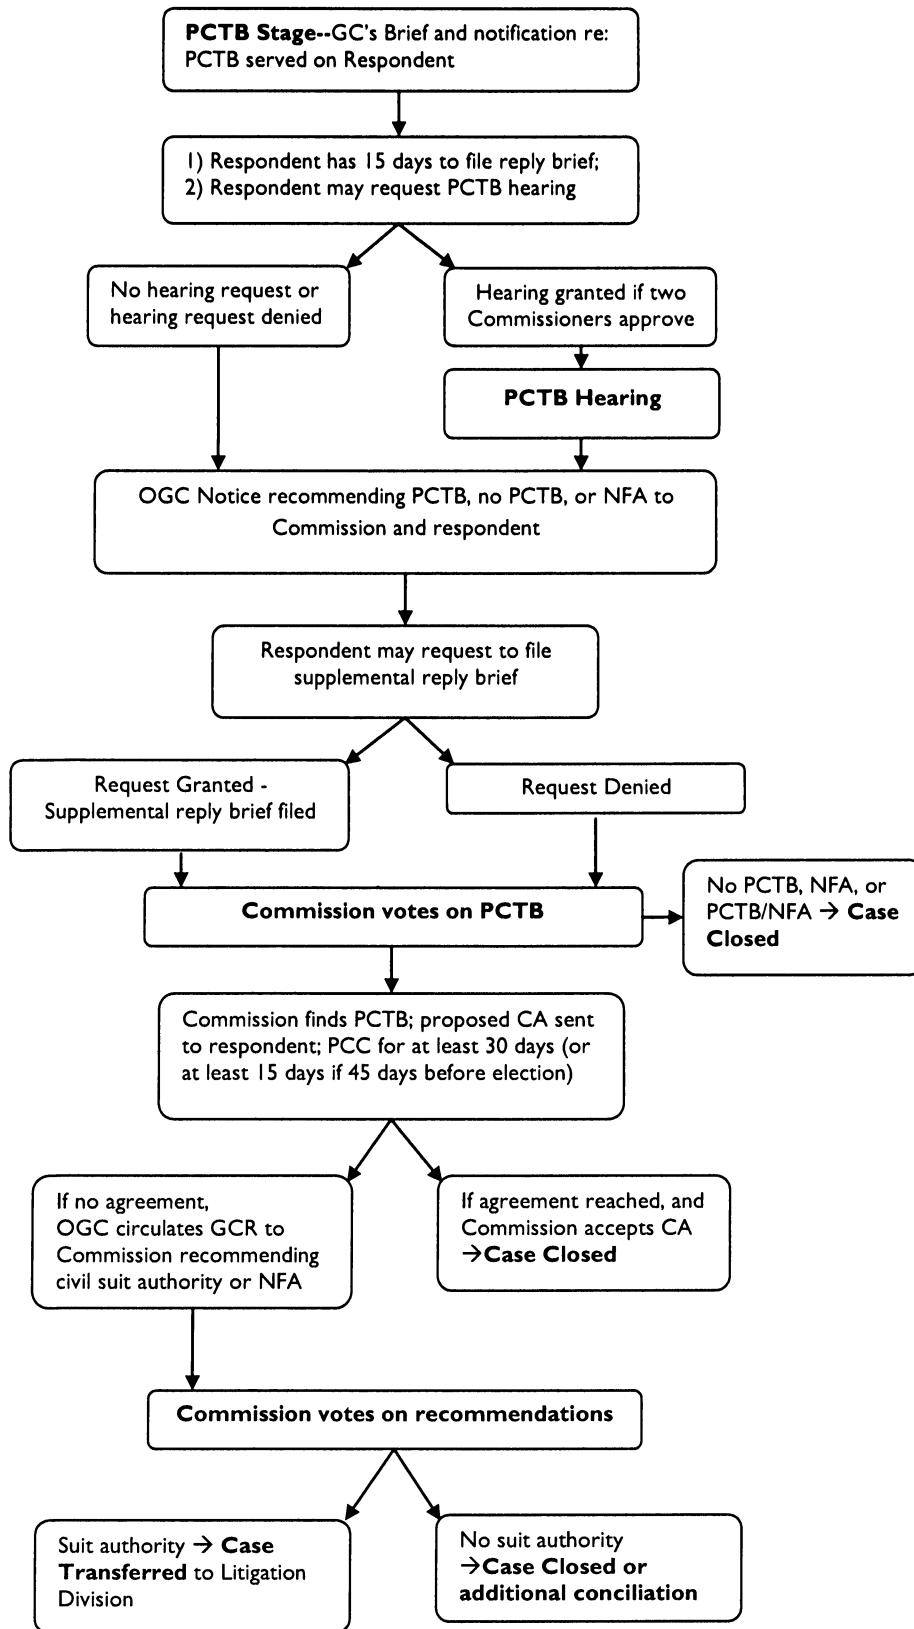 PCTB Stage--GC's Brief and notification re:
PCTB served on Respondent
1) Respondent has 15 days to file reply brief;
2) Respondent may request PCTB hearing
No hearing request or
hearing request denied
Hearing granted if two
Commissioners approve
PCTB Hearing
OGC Notice recommending PCTB, no PCTB, or NFA to
Commission and respondent
Respondent may request to file
supplemental reply brief
Request Granted -
Supplemental reply brief filed
Request Denied
Commission votes on PCTB
No PCTB, NFA, or
PCTB/NFA → Case
Closed
Commission finds PCTB; proposed CA sent
to respondent; PCC for at least 30 days (or
at least 15 days if 45 days before election)
If no agreement,
OGC circulates GCR to
Commission recommending
civil suit authority or NFA
If agreement reached, and
Commission accepts CA
→Case Closed
Commission votes on recommendations
Suit authority → Case
Transferred to Litigation
Division
No suit authority
→Case Closed or
additional conciliation